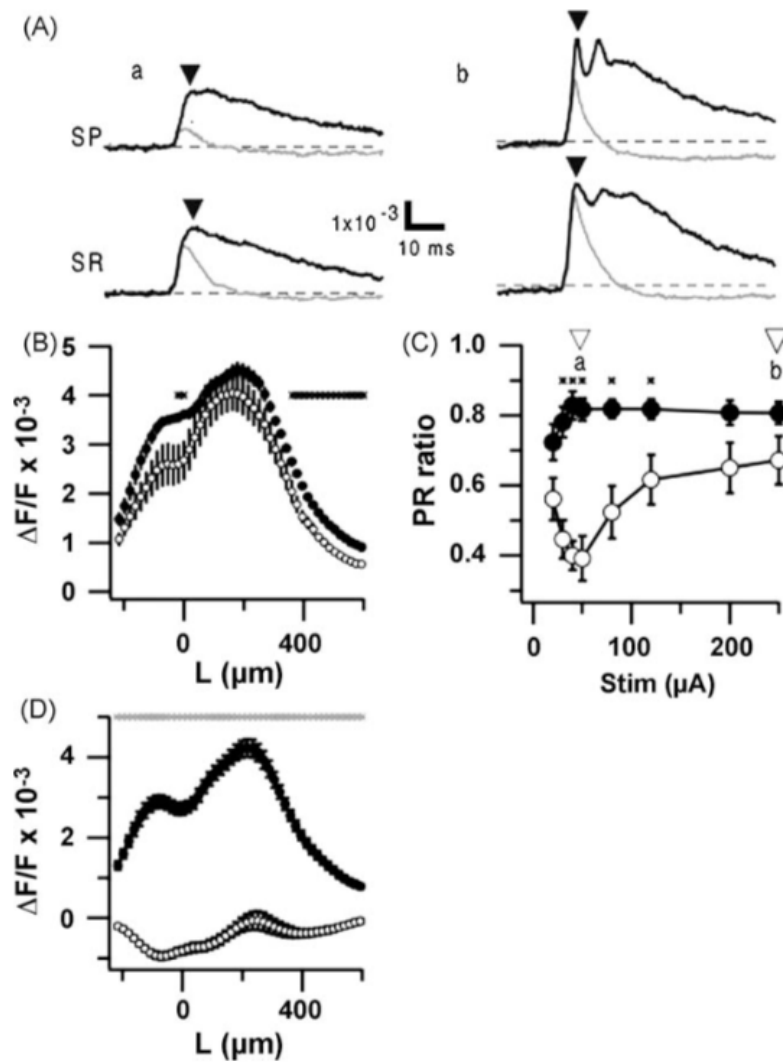 (A)
a
b
SP
SR
1x10 -3
10 ms
(B)
5
4
3
2
1
0
ΔF/F x 10-3
0
400
L (µm)
(C)
1.0
0.8
0.6
0.4
PR ratio
a
b
0
100
200
Stim (µA)
(D)
4
2
0
ΔF/F x 10-3
0
400
L (µm)